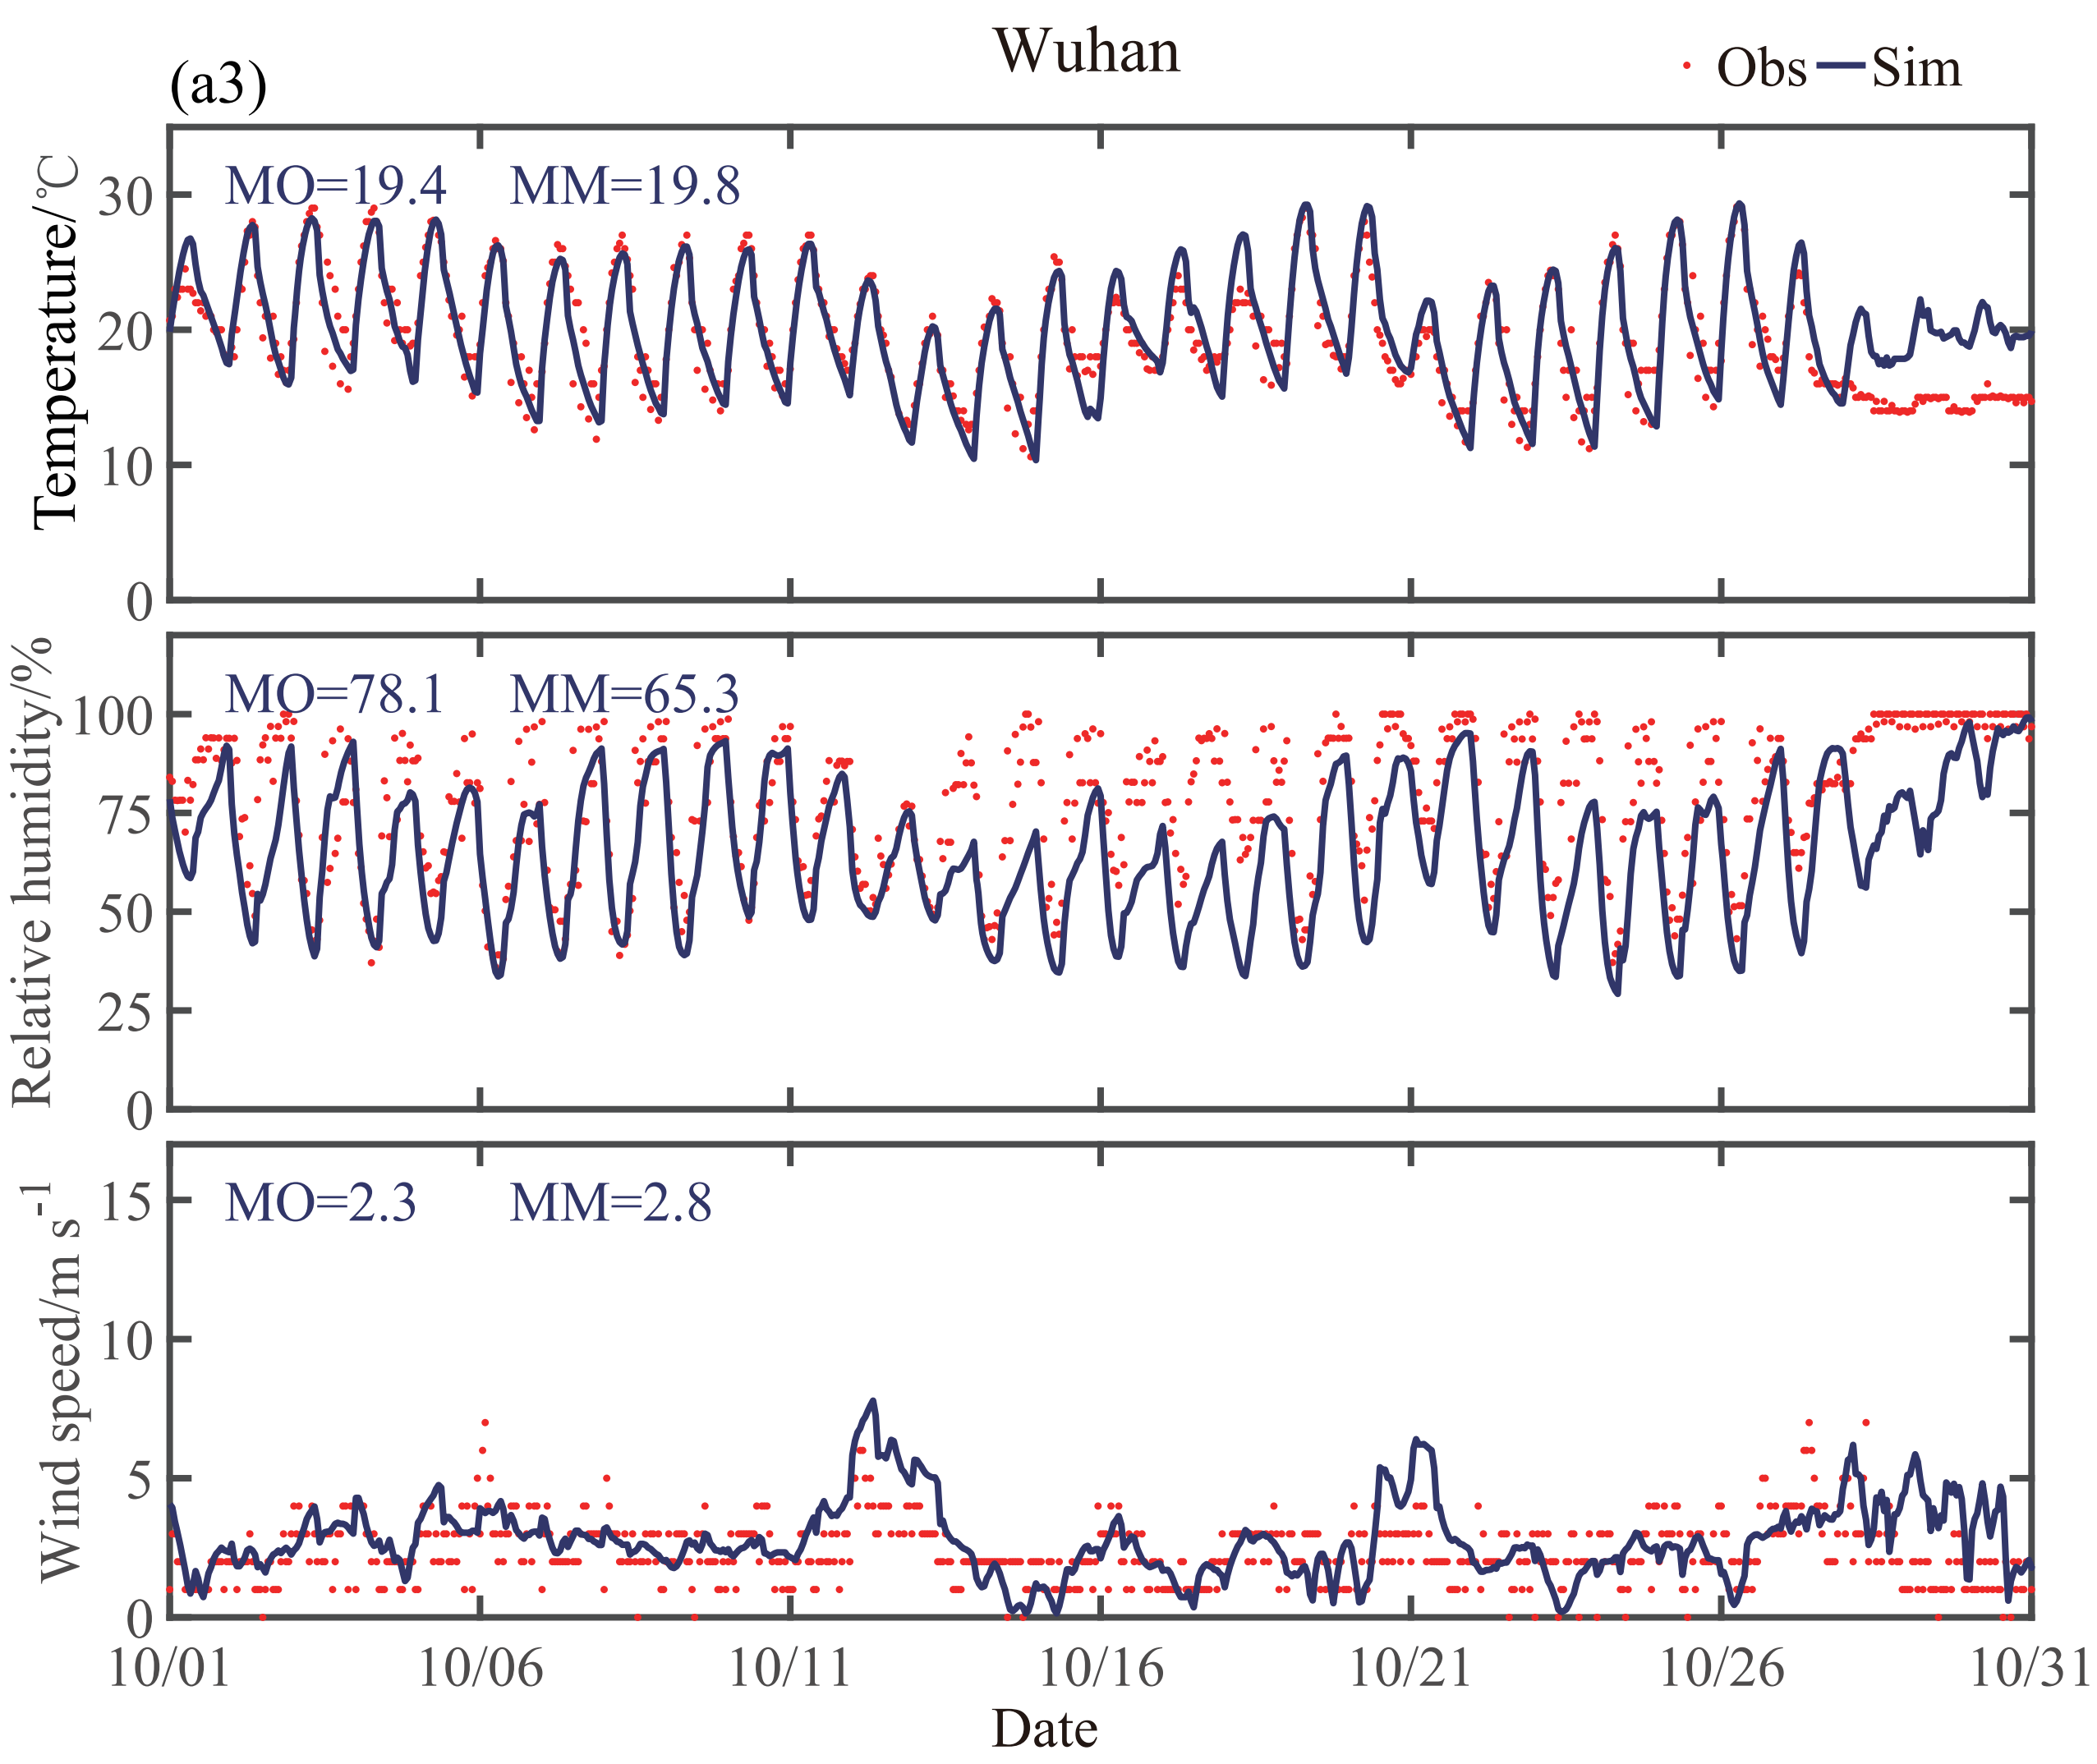 Wuhan
(a3)
Obs Sim
Temperature/°C
MO=19.4 MM=19.8
30
20
10
0
Relative humidity/%
MO=78.1 MM=65.3
100
75
50
25
0
Wind speed/m s-1
MO=2.3 MM=2.8
15
10
5
0
10/01 10/06 10/11 10/16 10/21 10/26 10/31
Date